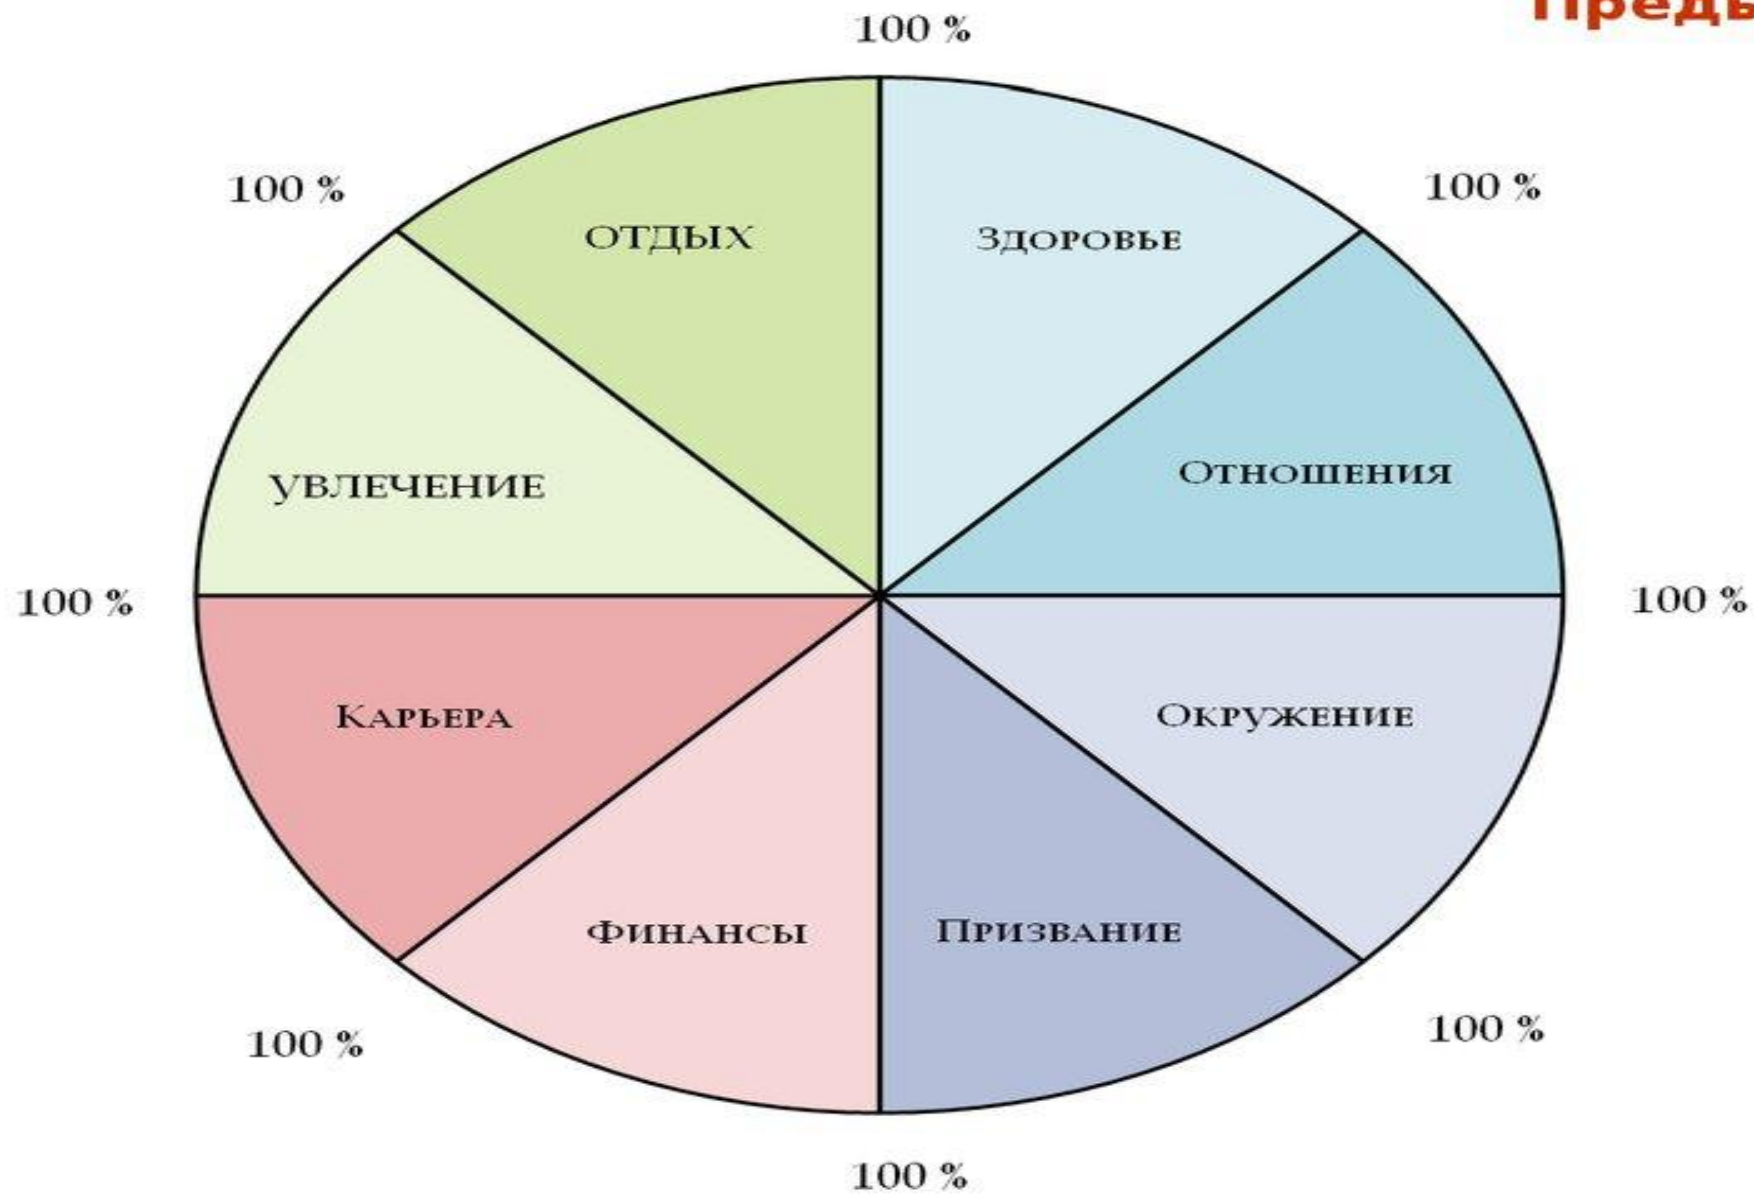 100 %
100 %
100 %
ОТДЫХ
Здоровье
УВЛЕЧЕНИЕ
Отношения
100 %
100 %
Карьера
Окружение
Финансы
Призвание
100 %
100 %
100 %